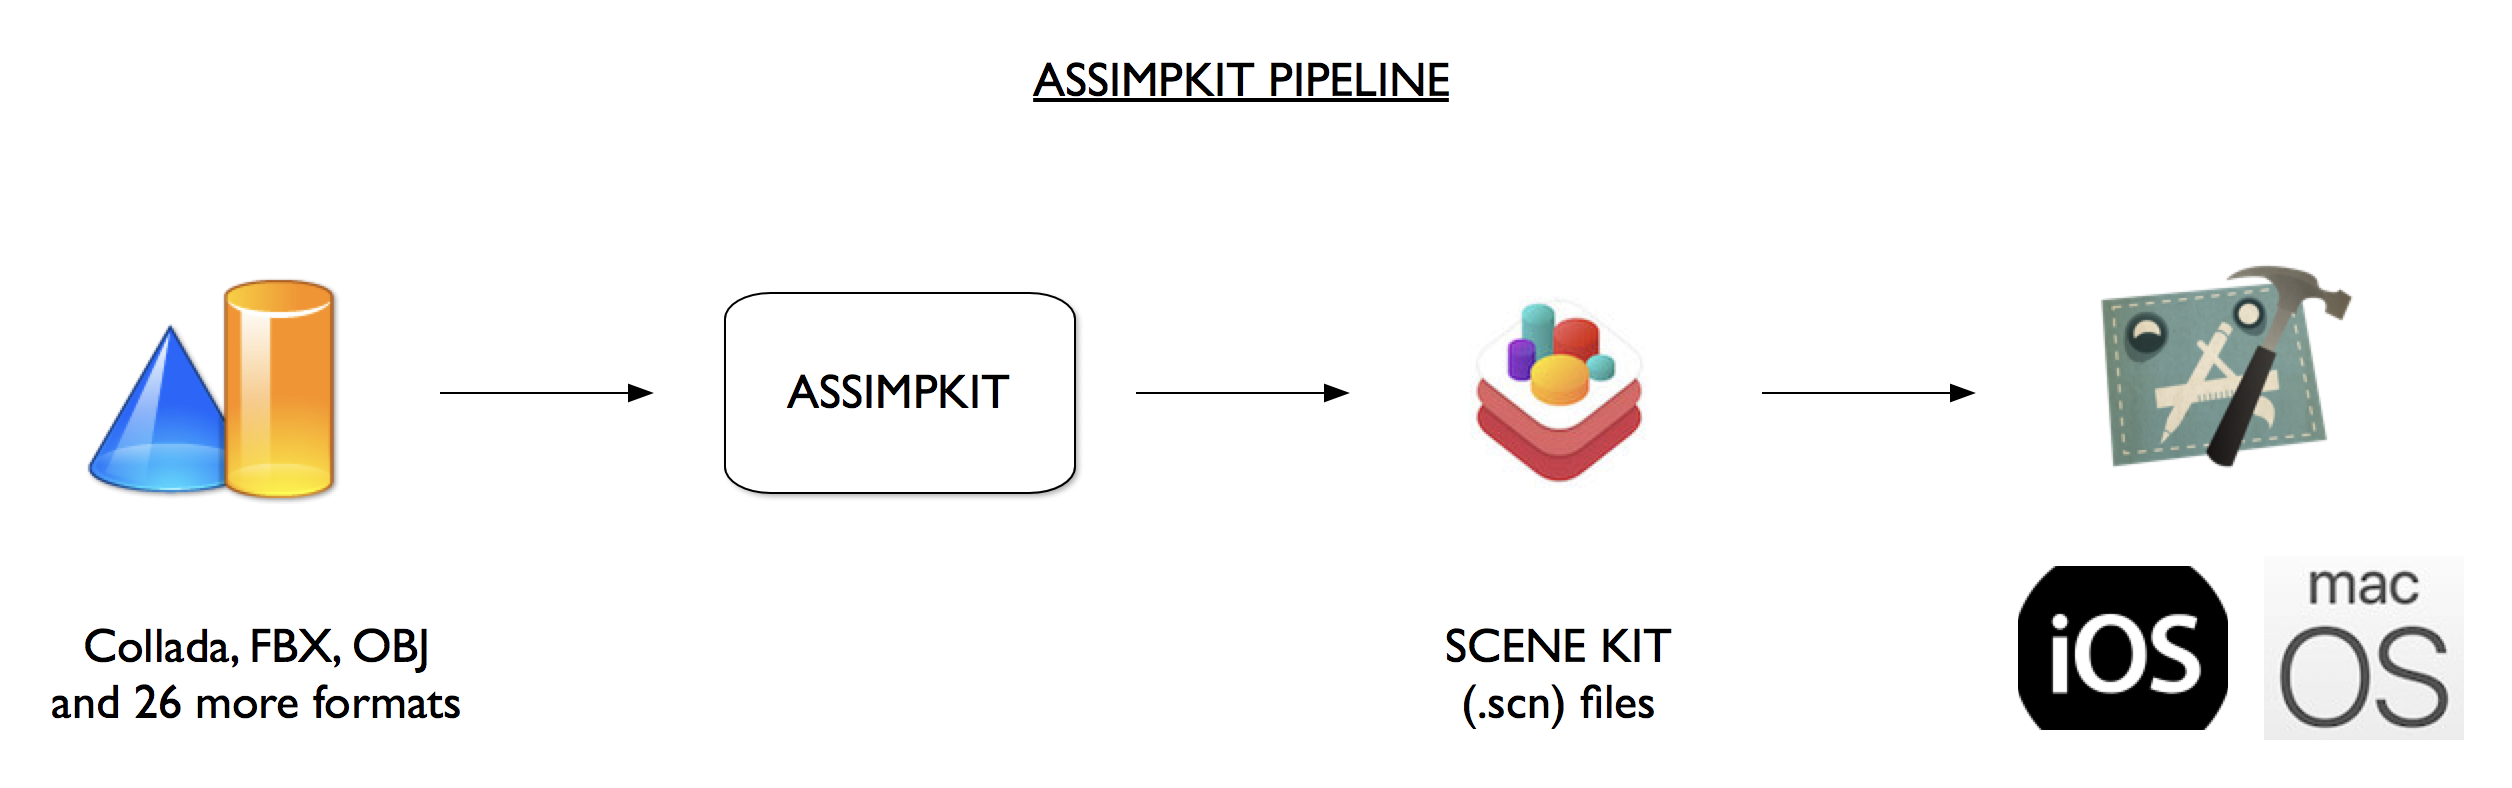 ASSIMPKIT PIPELINE
ASSIMPKIT
Collada, FBX, OBJ
and 26 more formats
SCENE KIT
(.scn) files
iOS
mac
OS